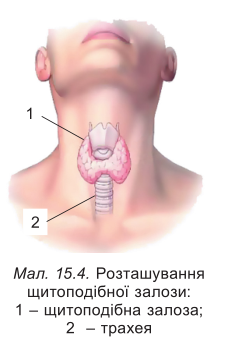 1
2
Мал. 15.4. Розташування
щитоподібної залози:
1 – щитоподібна залоза;
2 – трахея